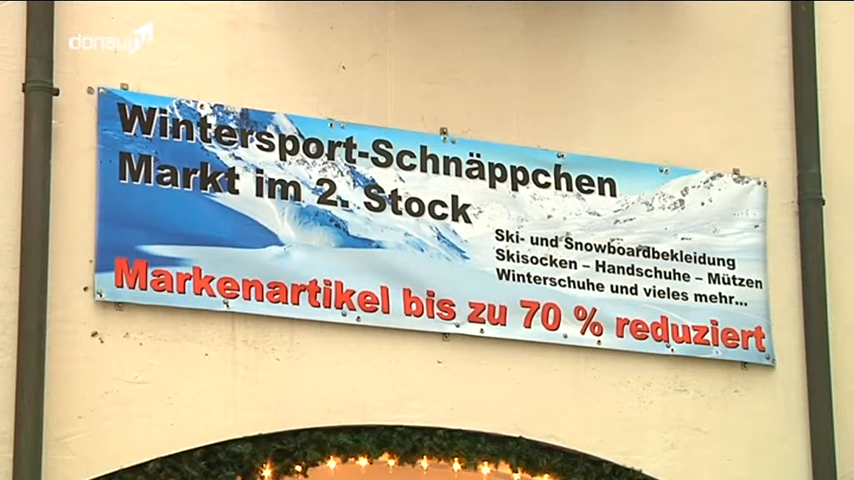 donau tv
Wintersport-Schnäppchen
Markt im 2. Stock
Ski- und Snowboardbekleidung
Skisocken – Handschuhe – Mützen
Winterschuhe und vieles mehr...
Markenartikel bis zu 70 % reduziert